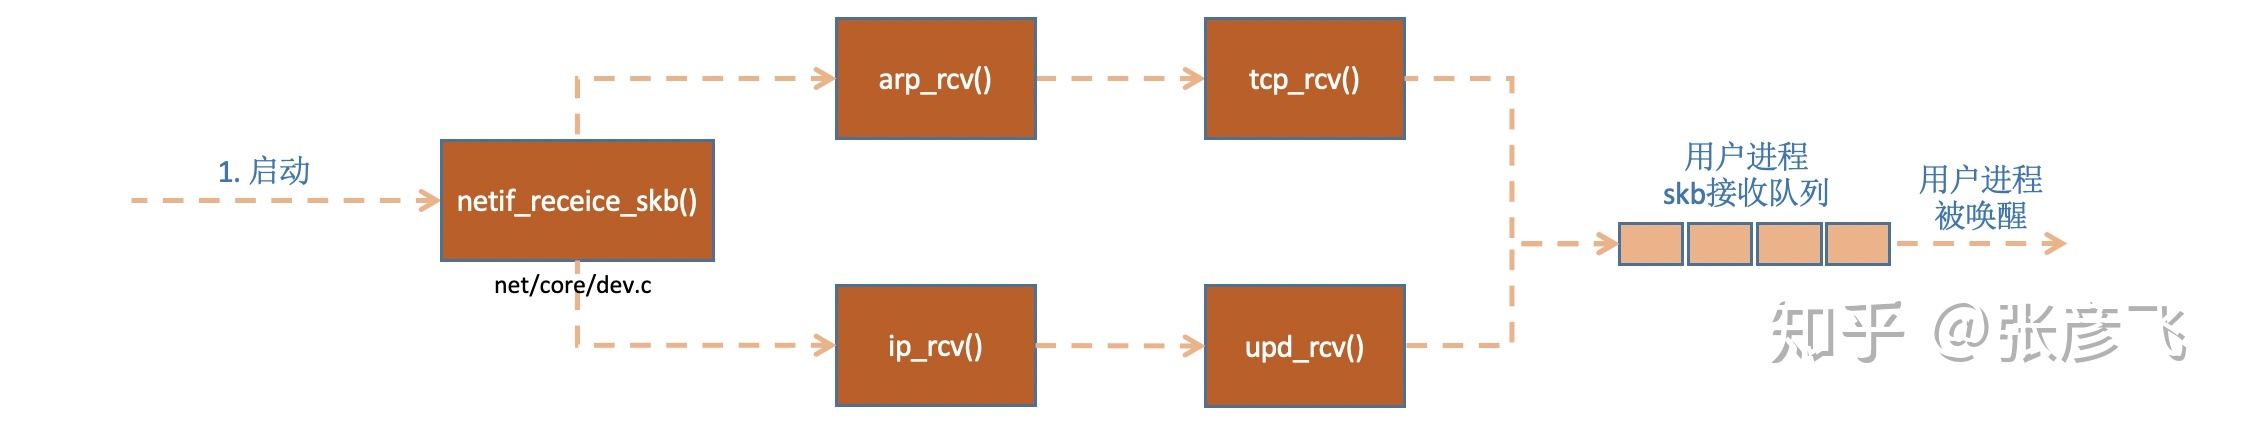 arp_rcv()
tcp_rcv()
1. 启动
netif_receice_skb()
net/core/dev.c
ip_rcv()
upd_rcv()
用户进程
skb接收队列
用户进程
被唤醒
知乎 @张彦飞